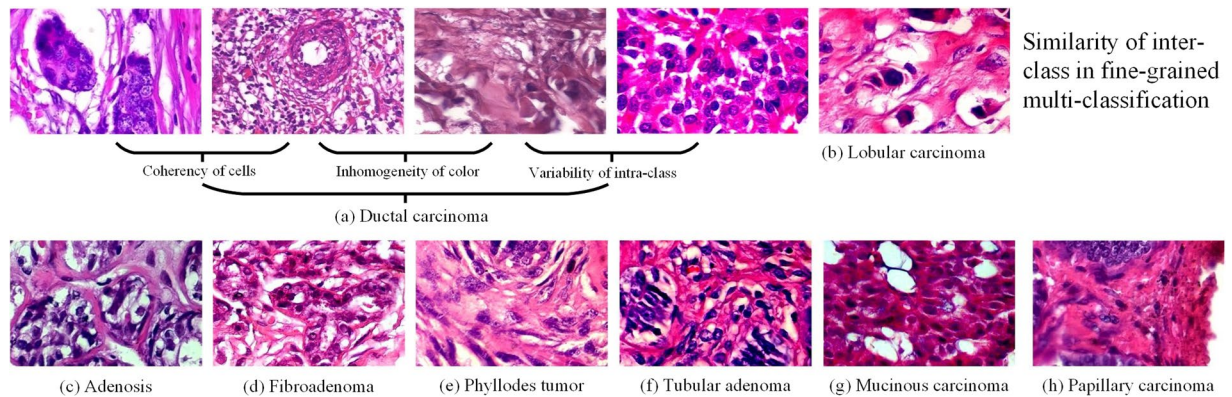 Similarity of inter-
class in fine-grained
multi-classification
(b) Lobular carcinoma
Coherency of cells
Inhomogeneity of color
Variability of intra-class
(a) Ductal carcinoma
(c) Adenosis
(d) Fibroadenoma
(e) Phyllodes tumor
(f) Tubular adenoma
(g) Mucinous carcinoma
(h) Papillary carcinoma